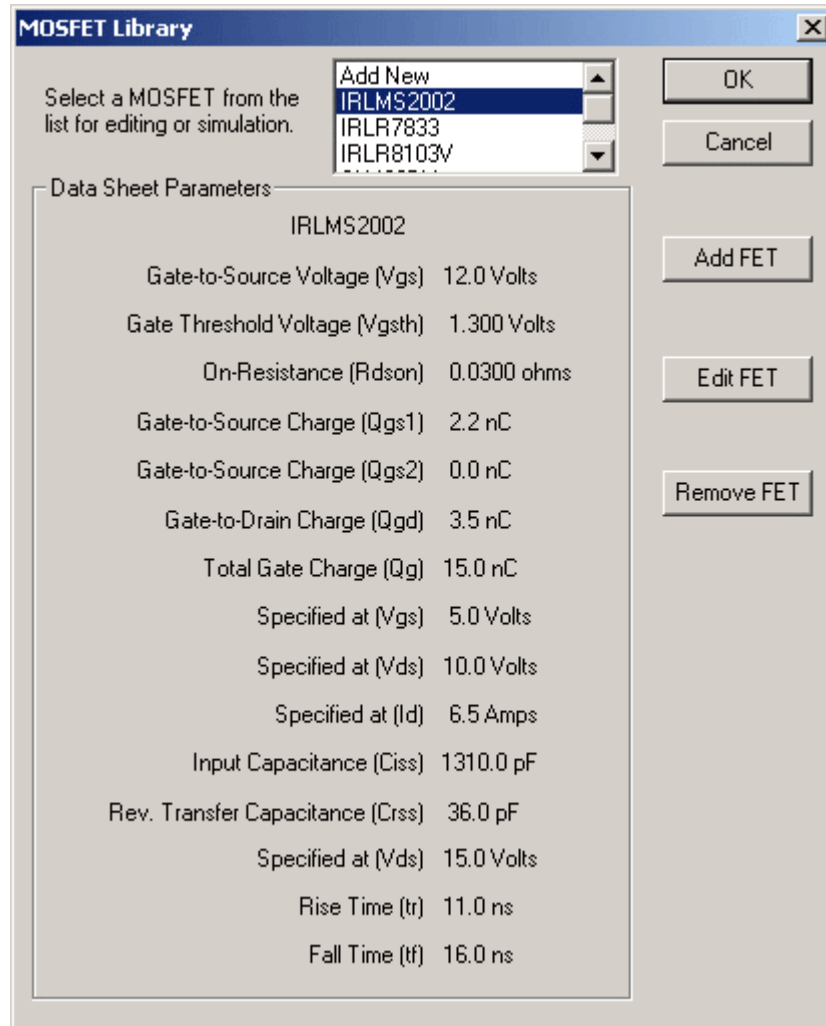 MOSFET Library
Select a MOSFET from the
list for editing or simulation.
Add New
IRLMS2002
IRLR7833
IRLR8103V
OK
Cancel
Add FET
Edit FET
Remove FET
Data Sheet Parameters
IRLMS2002
Gate-to-Source Voltage (Vgs) 12.0 Volts
Gate Threshold Voltage (Vgsth) 1.300 Volts
On-Resistance (Rdson) 0.0300 ohms
Gate-to-Source Charge (Qgs1) 2.2 nC
Gate-to-Source Charge (Qgs2) 0.0 nC
Gate-to-Drain Charge (Qgd) 3.5 nC
Total Gate Charge (Qg) 15.0 nC
Specified at (Vgs) 5.0 Volts
Specified at (Vds) 10.0 Volts
Specified at (Id) 6.5 Amps
Input Capacitance (Ciss) 1310.0 pF
Rev. Transfer Capacitance (Crss) 36.0 pF
Specified at (Vds) 15.0 Volts
Rise Time (tr) 11.0 ns
Fall Time (tf) 16.0 ns